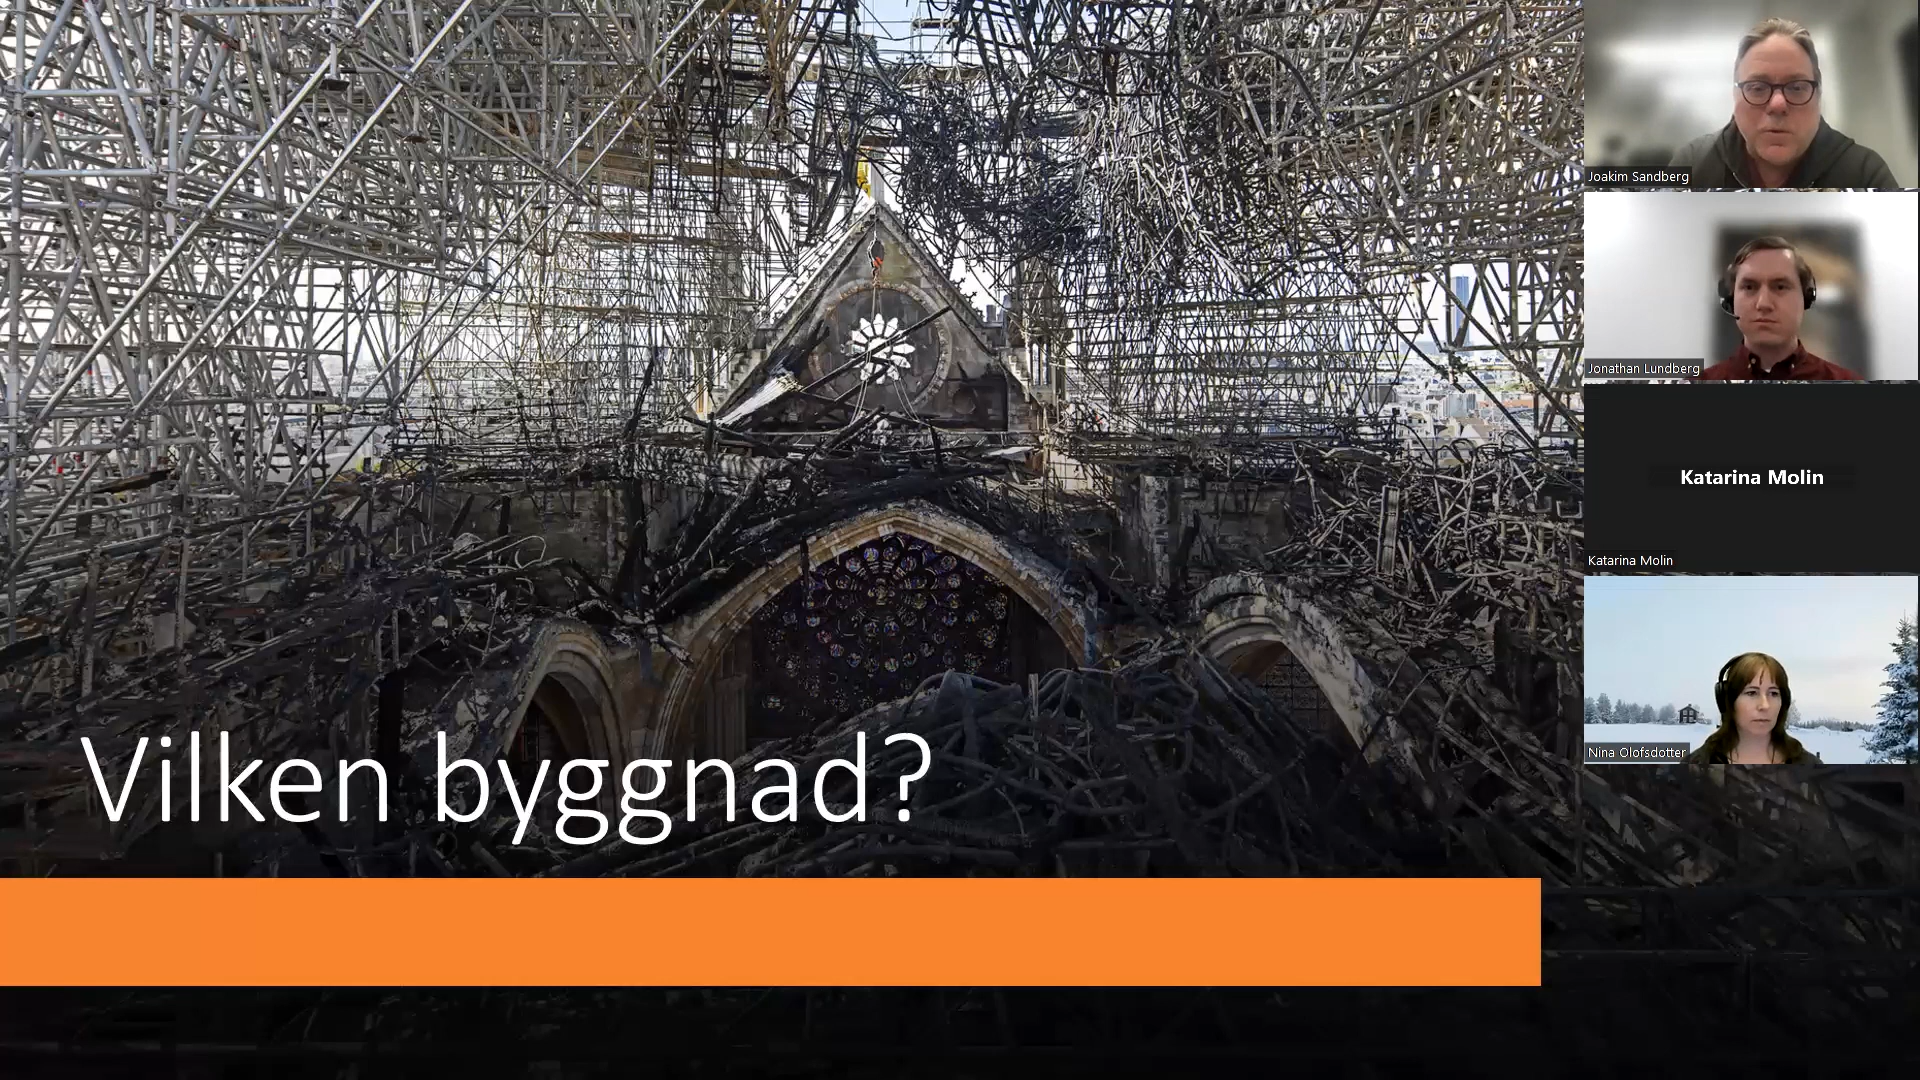 Vilken byggnad?
Joakim Sandberg
Jonathan Lundberg
Katarina Molin
Katarina Molin
Nina Olofsdotter